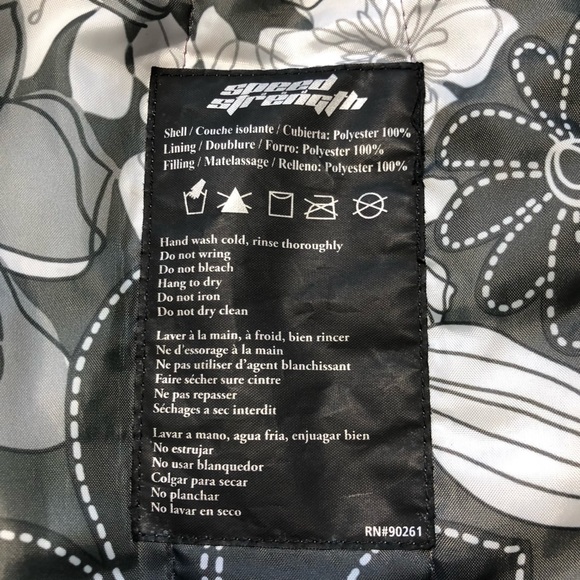 speed
strength
Shell / Couche isolante / Cubierta: Polyester 100%
Lining / Doublure / Forro: Polyester 100%
Filling / Matelassage / Relleno: Polyester 100%
Hand wash cold, rinse thoroughly
Do not wring
Do not bleach
Hang to dry
Do not iron
Do not dry clean
Laver à la main, à froid, bien rincer
Ne d'essorage à la main
Ne pas utiliser d'agent blanchissant
Faire sécher sure cintre
Ne pas repasser
Séchages a sec interdit
Lavar a mano, agua fria, enjuagar bien
No estrujar
No usar blanquedor
Colgar para secar
No planchar
No lavar en seco
RN#90261